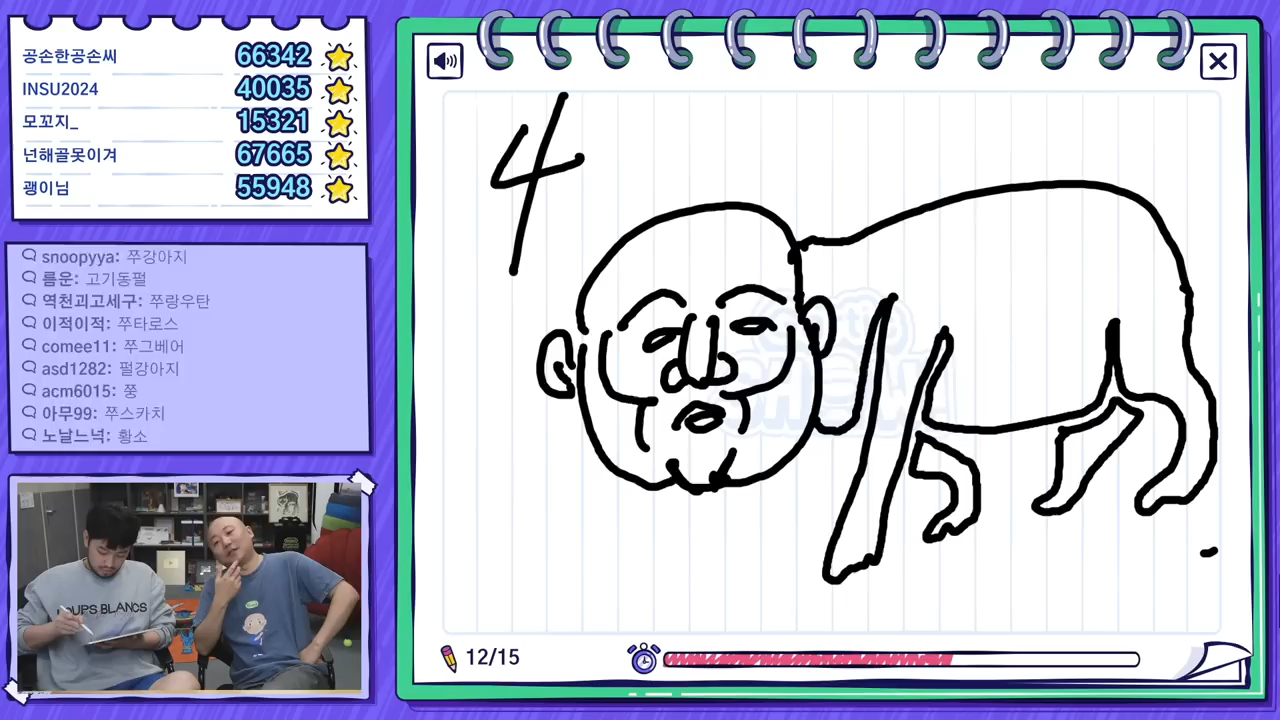 공손한공손씨 66342
INSU2024 40035
모꼬지_ 15321
넌해골못이겨 67665
괭이님 55948
snoopyya: 쭈강아지
름운: 고기동펄
역천괴고세구: 쭈랑우탄
이적이적: 쭈타로스
comee11: 쭈그베어
asd1282: 펄강아지
acm6015: 쭝
아무99: 쭈스카치
노날느넉: 황소
LOUPS BLANCS
4
12/15